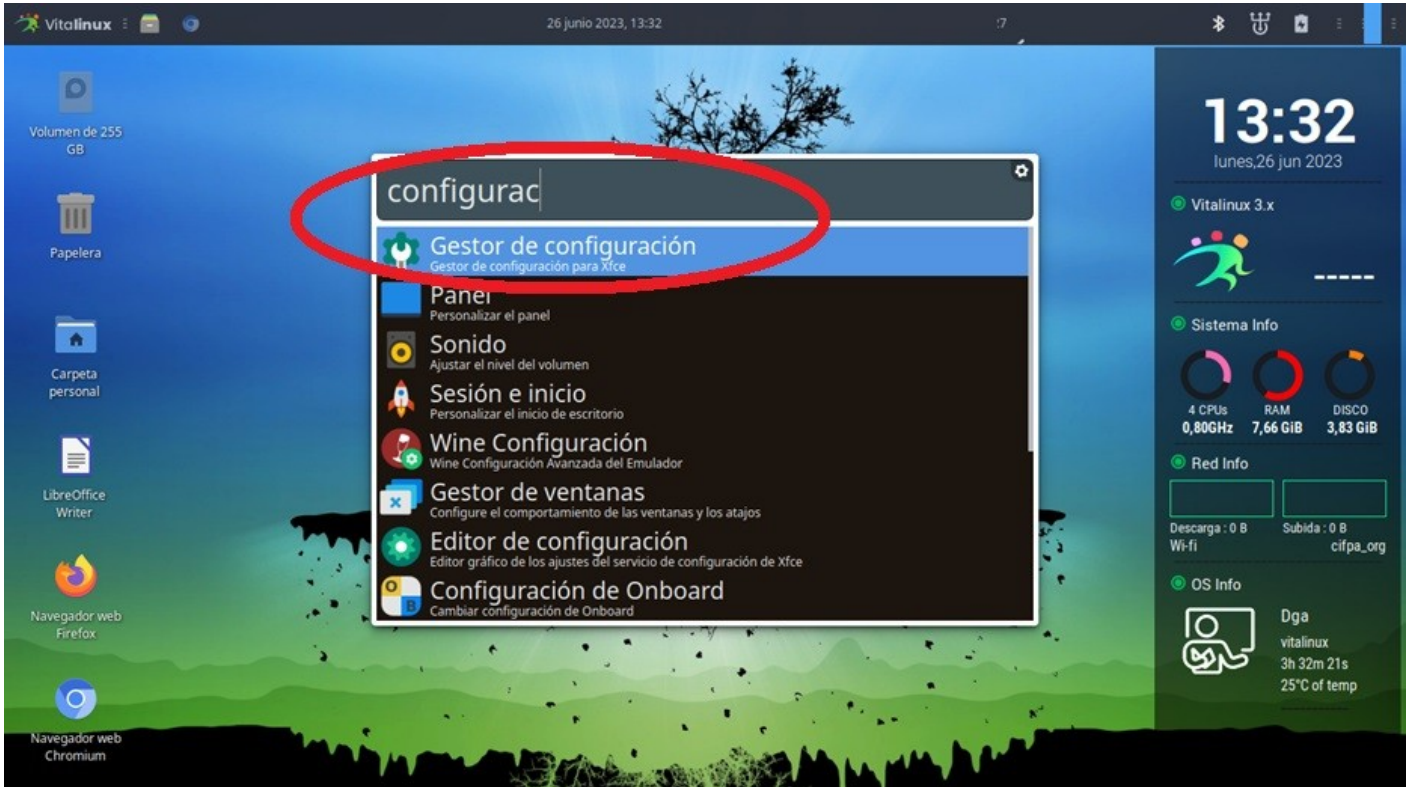 Vitalinux
26 junio 2023, 13:32
:7
Volumen de 255
GB
Papelera
Carpeta
personal
LibreOffice
Writer
Navegador web
Firefox
Navegador web
Chromium
configurac
Gestor de configuración
Gestor de configuración para Xfce
Panel
Personalizar el panel
Sonido
Ajustar el nivel del volumen
Sesión e inicio
Personalizar el inicio de escritorio
Wine Configuración
Wine Configuración Avanzada del Emulador
Gestor de ventanas
Configure el comportamiento de las ventanas y los atajos
Editor de configuración
Editor gráfico de los ajustes del servicio de configuración de Xfce
O
B
Configuración de Onboard
Cambiar configuración de Onboard
13:32
lunes,26 jun 2023
Vitalinux 3.x
-----
Sistema Info
4 CPUs RAM DISCO
0,80GHz 7,66 GiB 3,83 GiB
Red Info
Descarga : 0 B Subida : 0 B
Wi-fi cifpa_org
OS Info
Dga
vitalinux
3h 32m 21s
25°C of temp